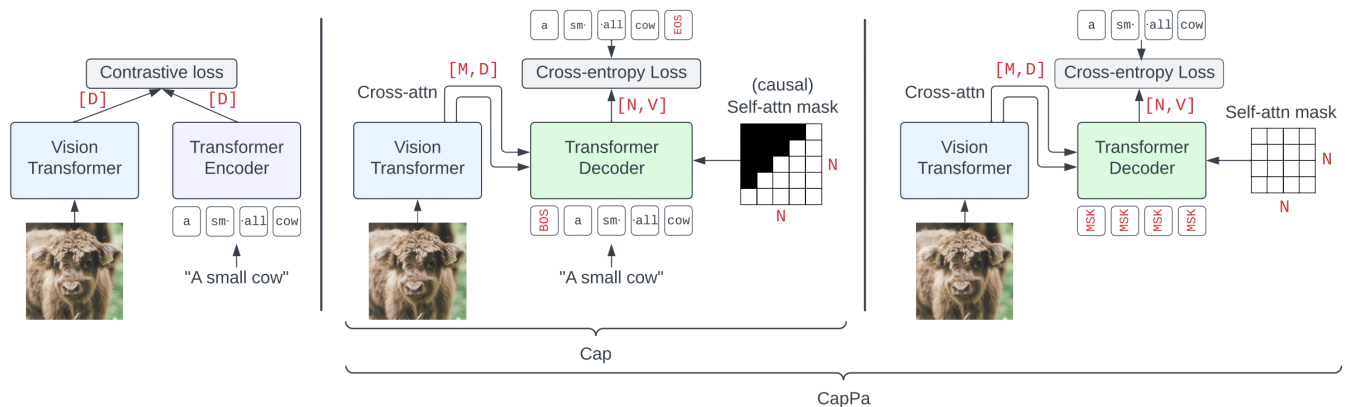 Contrastive loss
[D]
[D]
Vision
Transformer
Transformer
Encoder
a sm· ·all cow
"A small cow"
a sm· ·all cow EOS
Cross-entropy Loss
[M,D]
Cross-attn
[N,V]
Vision
Transformer
Transformer
Decoder
(causal)
Self-attn mask
N
N
BOS a sm· ·all cow
"A small cow"
Cap
a sm· ·all cow
Cross-entropy Loss
[M,D]
Cross-attn
[N,V]
Vision
Transformer
Transformer
Decoder
Self-attn mask
N
N
MSK MSK MSK MSK
CapPa